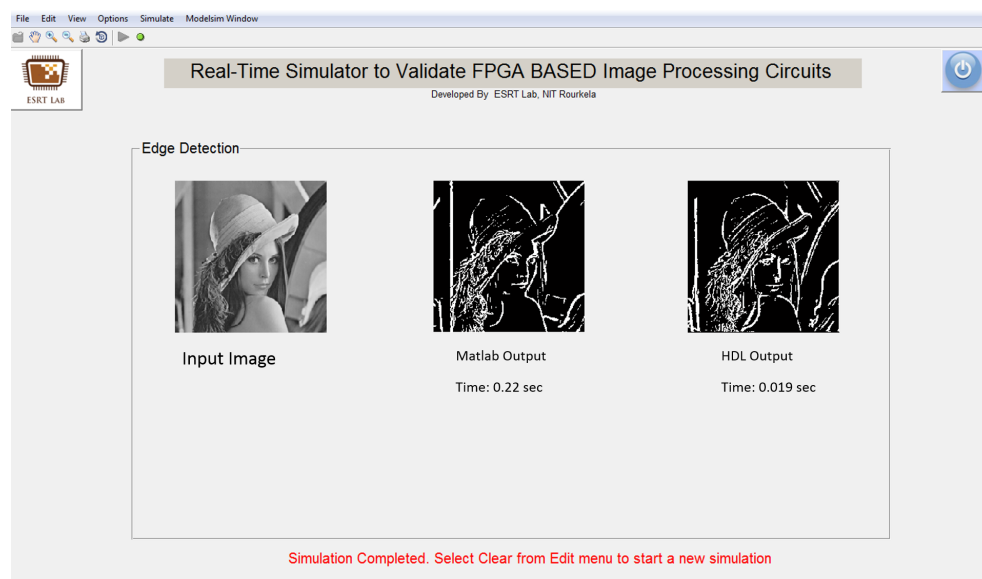 File Edit View Options Simulate Modelsim Window
ESRT LAB
Real-Time Simulator to Validate FPGA BASED Image Processing Circuits
Developed By ESRT Lab, NIT Rourkela
Edge Detection
Input Image
Matlab Output
HDL Output
Time: 0.22 sec
Time: 0.019 sec
Simulation Completed. Select Clear from Edit menu to start a new simulation